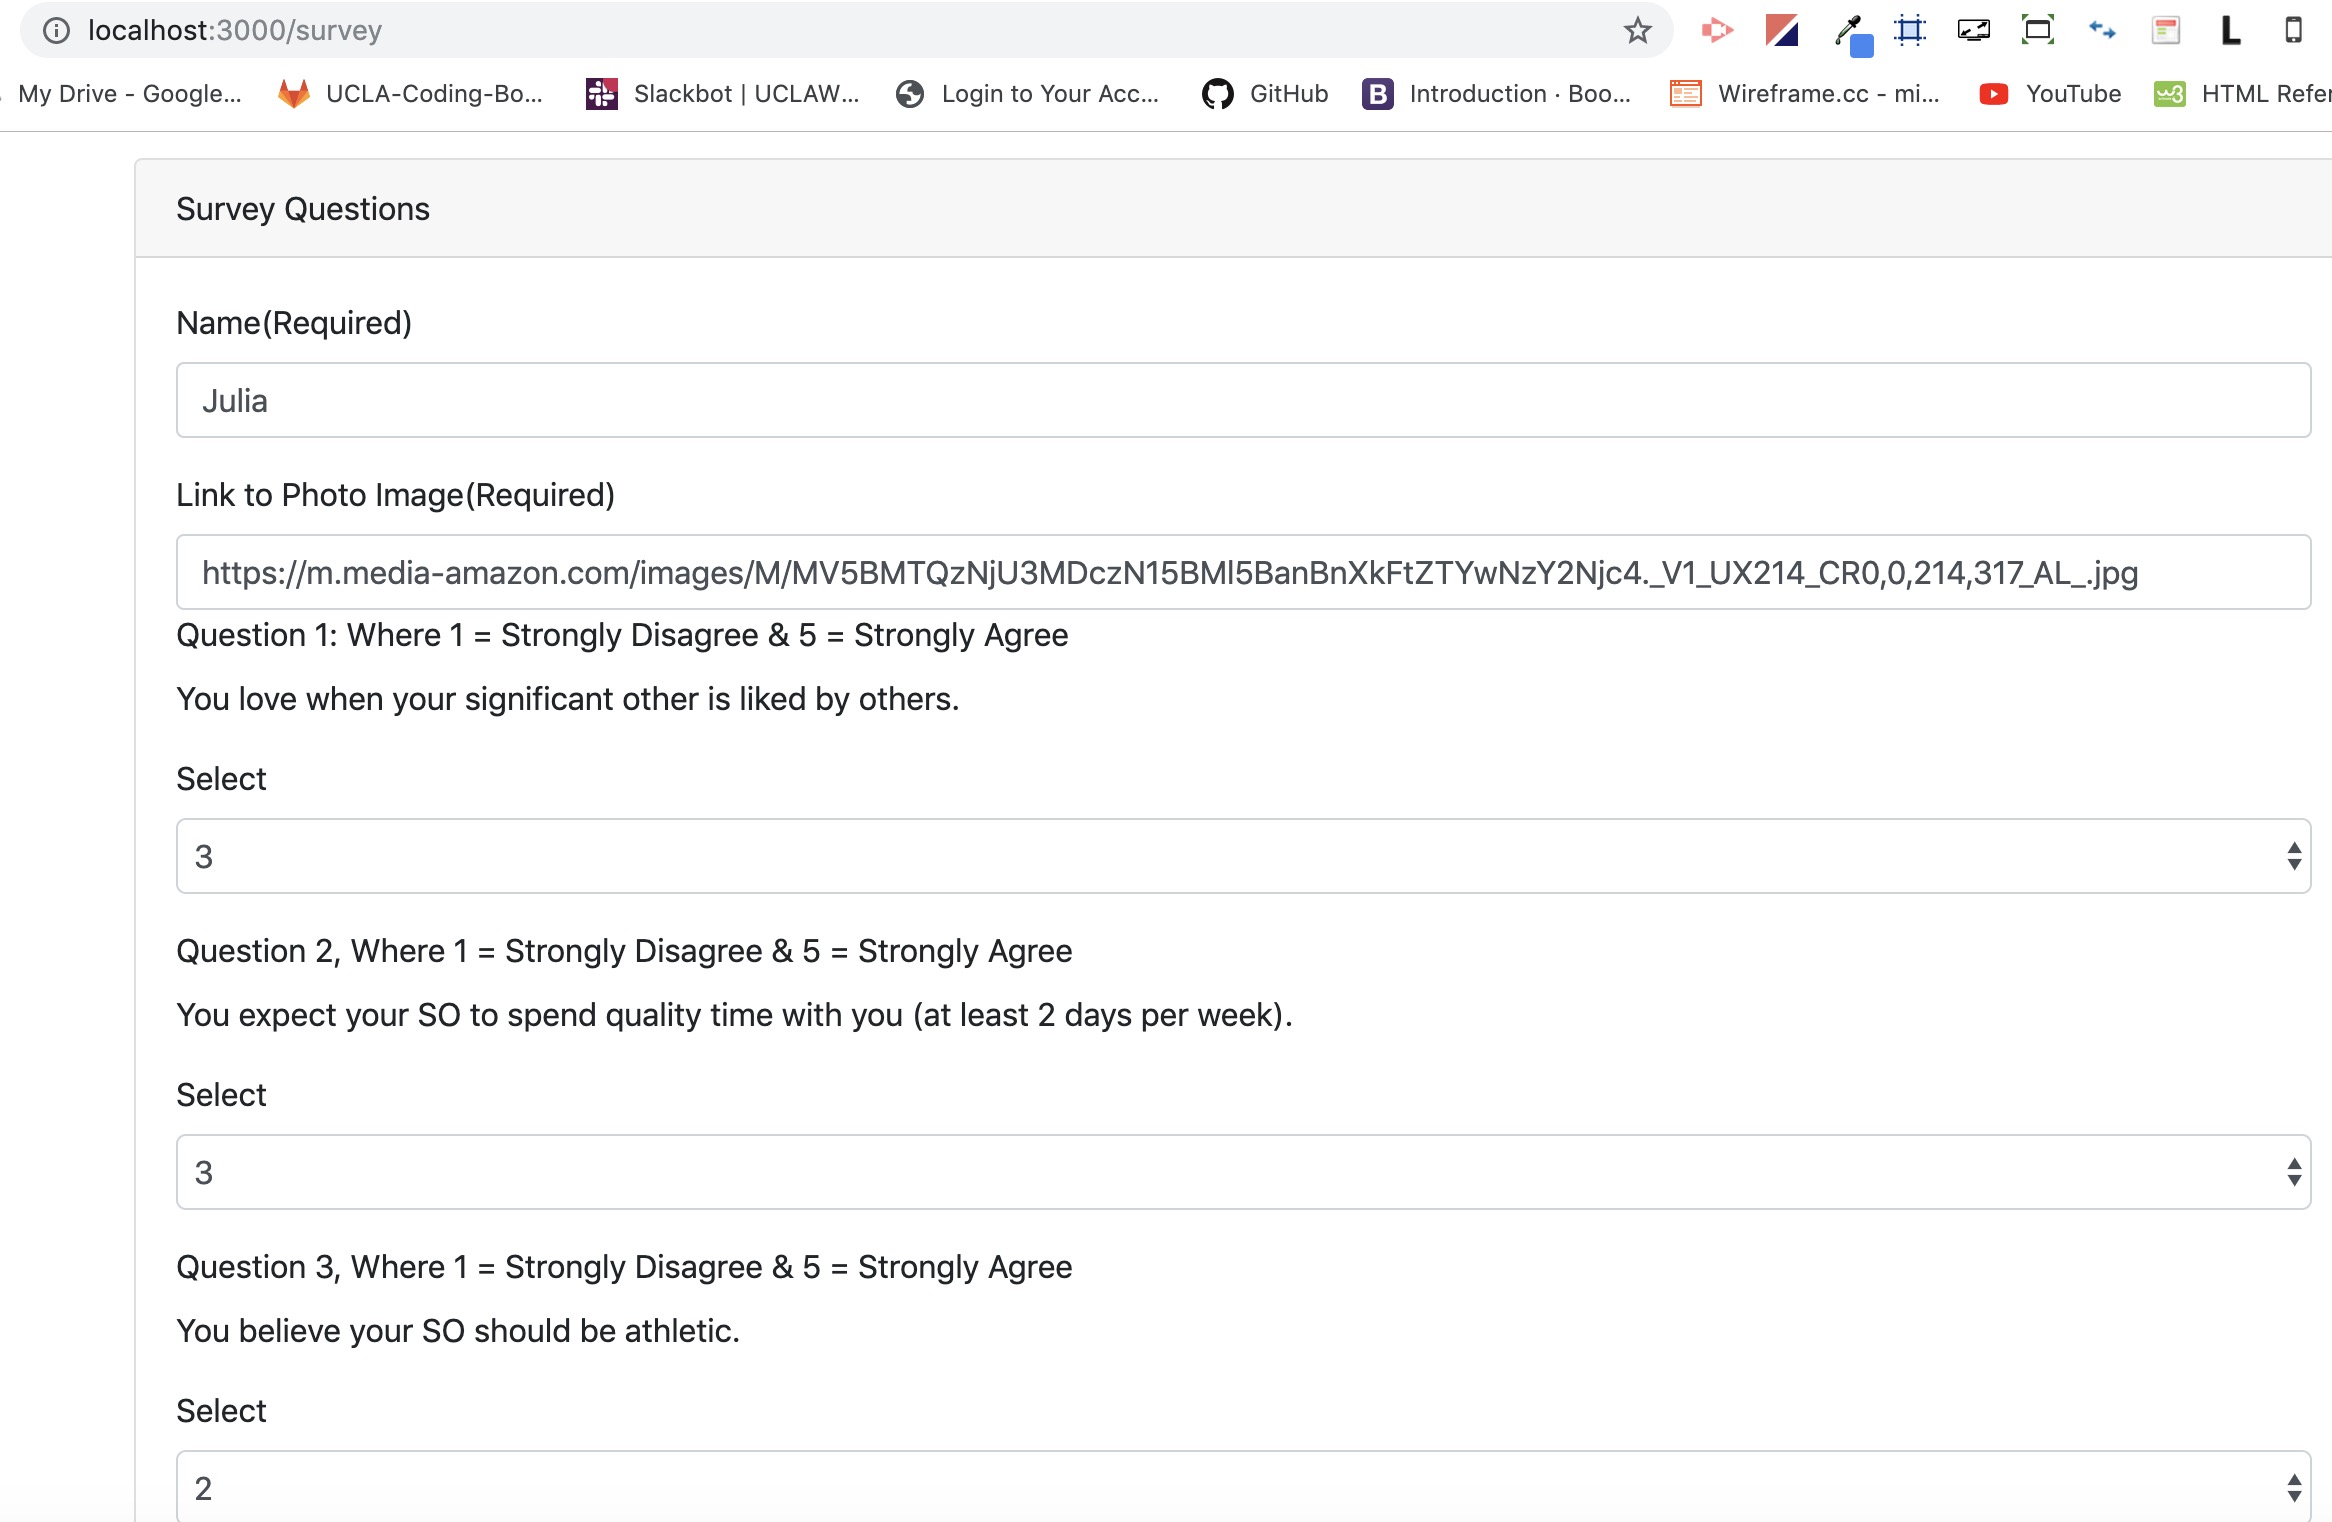 localhost:3000/survey
My Drive - Google... UCLA-Coding-Bo... Slackbot | UCLAW... Login to Your Acc... GitHub B Introduction · Boo... Wireframe.cc - mi... YouTube w3 HTML Refer
Survey Questions
Name(Required)
Julia
Link to Photo Image(Required)
https://m.media-amazon.com/images/M/MV5BMTQzNjU3MDczN15BMl5BanBnXkFtZTYwNzY2Njc4._V1_UX214_CR0,0,214,317_AL_.jpg
Question 1: Where 1 = Strongly Disagree & 5 = Strongly Agree
You love when your significant other is liked by others.
Select
3
Question 2, Where 1 = Strongly Disagree & 5 = Strongly Agree
You expect your SO to spend quality time with you (at least 2 days per week).
Select
3
Question 3, Where 1 = Strongly Disagree & 5 = Strongly Agree
You believe your SO should be athletic.
Select
2